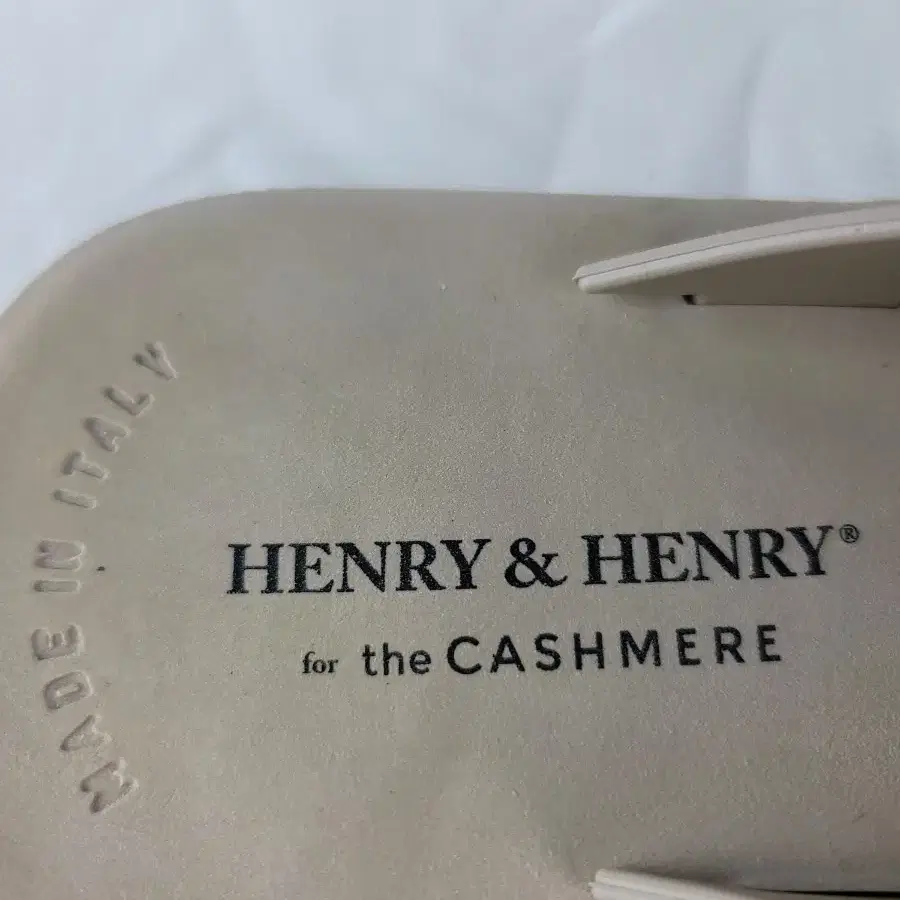 MADE IN ITALY
HENRY & HENRY®
for the CASHMERE